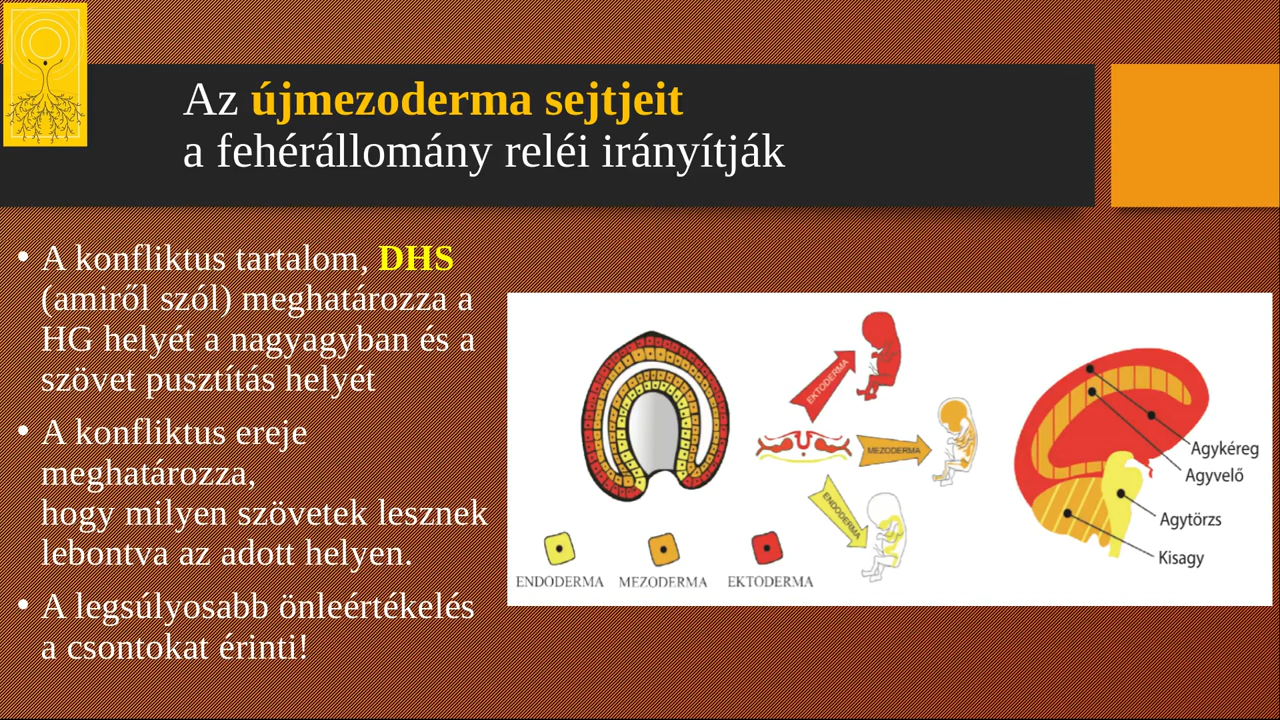 Az újmezoderma sejtjeit
a fehérállomány reléi irányítják
• A konfliktus tartalom, DHS
(amiről szól) meghatározza a
HG helyét a nagyagyban és a
szövet pusztítás helyét
• A konfliktus ereje
meghatározza,
hogy milyen szövetek lesznek
lebontva az adott helyen.
• A legsúlyosabb önleértékelés
a csontokat érinti!
EKTODERMA
MEZODERMA
ENDODERMA
ENDODERMA MEZODERMA EKTODERMA
Agykéreg
Agyvelő
Agytörzs
Kisagy